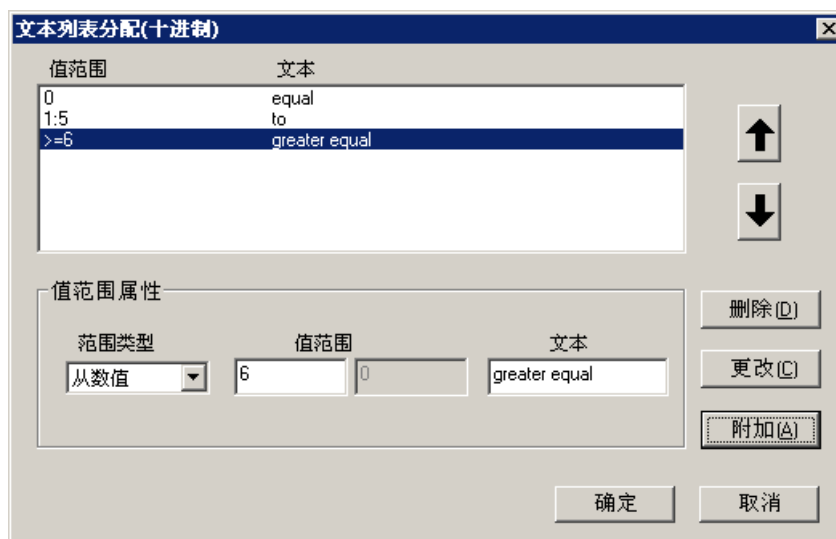 文本列表分配(十进制)
值范围 文本
0 equal
1:5 to
>=6 greater equal
值范围属性
范围类型 值范围 文本
从数值 6 0 greater equal
删除(D)
更改(C)
附加(A)
确定 取消